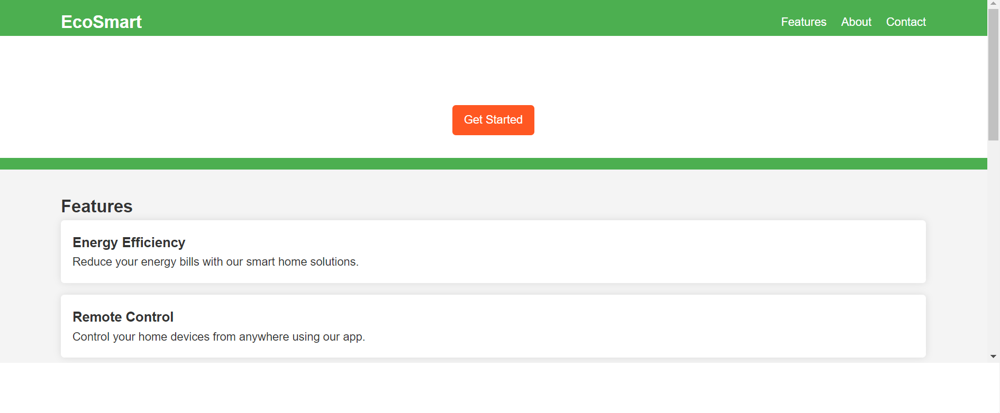 EcoSmart
Features About Contact
Get Started
Features
Energy Efficiency
Reduce your energy bills with our smart home solutions.
Remote Control
Control your home devices from anywhere using our app.